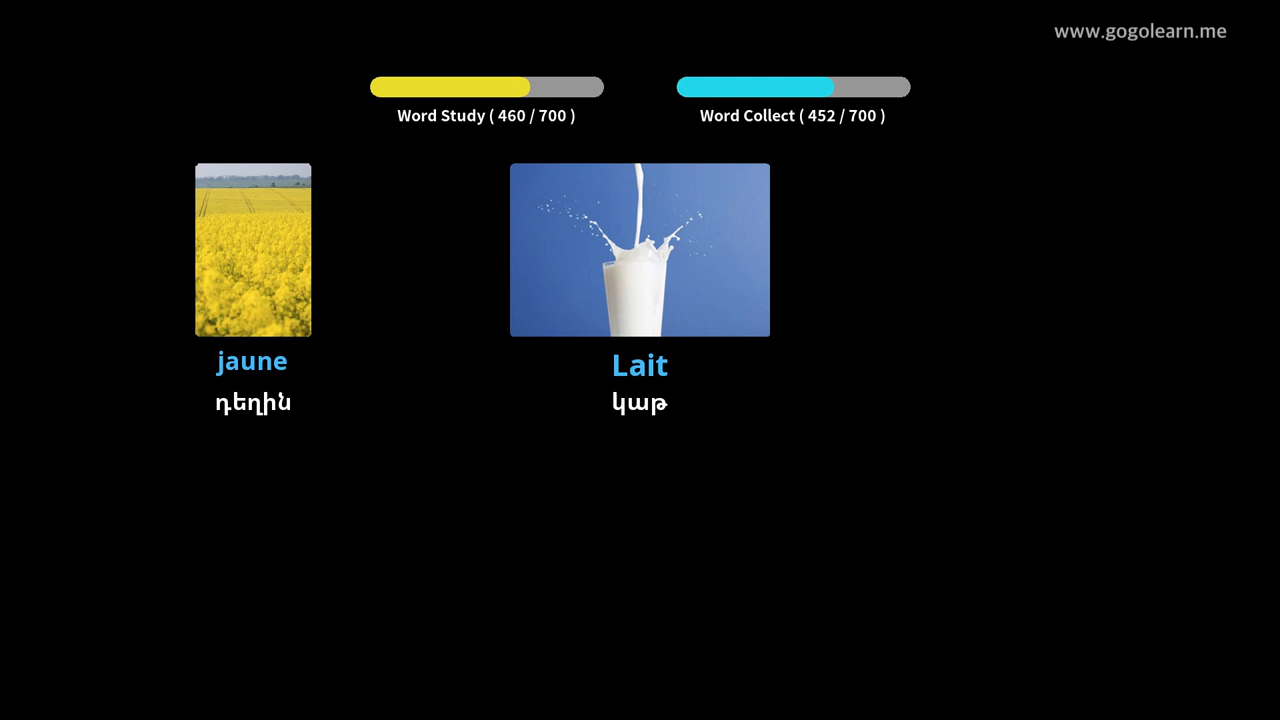 www.gogolearn.me
Word Study ( 460 / 700 )
Word Collect ( 452 / 700 )
jaune
դեղին
Lait
կաթ